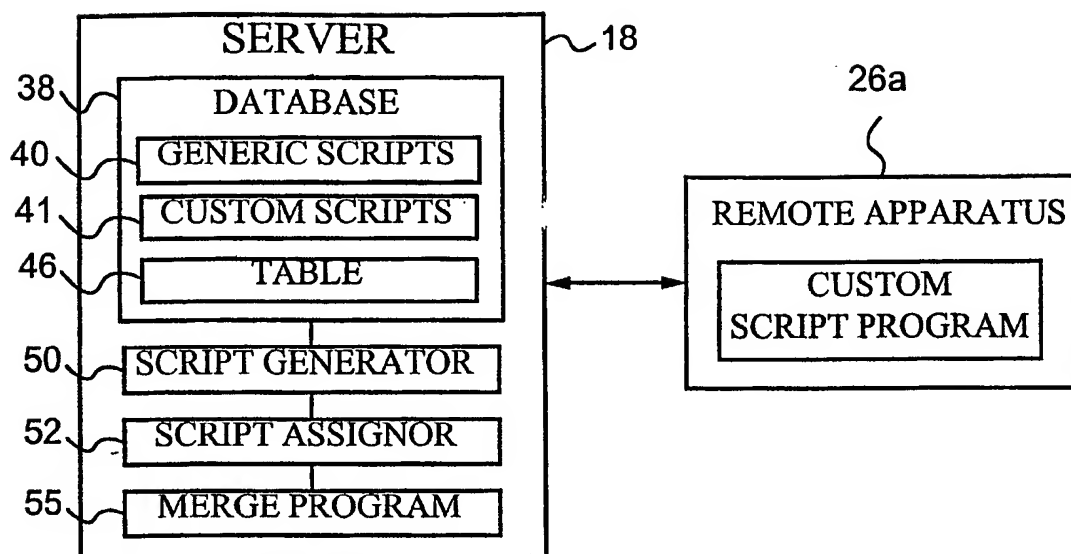 SERVER
18
38
DATABASE
40
GENERIC SCRIPTS
41
CUSTOM SCRIPTS
46
TABLE
50
SCRIPT GENERATOR
52
SCRIPT ASSIGNOR
55
MERGE PROGRAM
26a
REMOTE APPARATUS
CUSTOM
SCRIPT PROGRAM